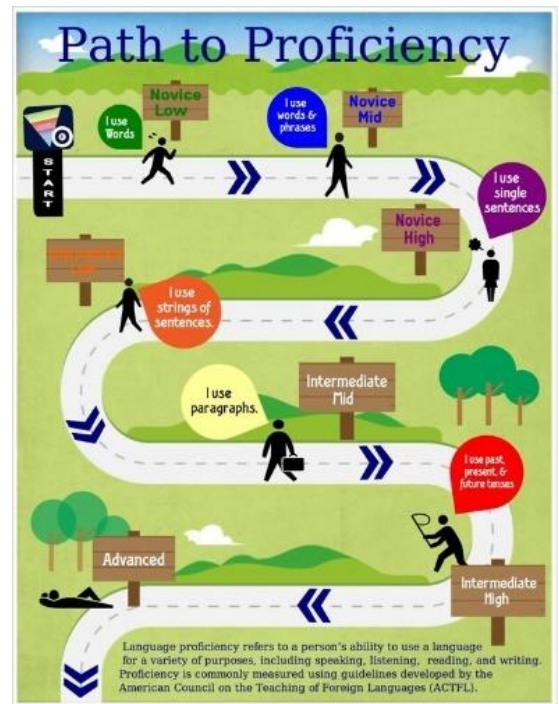 Path to Proficiency
START
I use
Words
Novice
Low
I use
words &
phrases
Novice
Mid
I use
single
sentences
Novice
High
I use
strings of
sentences.
I use
paragraphs.
Intermediate
Mid
I use past,
present, &
future tenses
Intermediate
High
Advanced
Language proficiency refers to a person's ability to use a language
for a variety of purposes, including speaking, listening, reading, and writing.
Proficiency is commonly measured using guidelines developed by the
American Council on the Teaching of Foreign Languages (ACTFL).